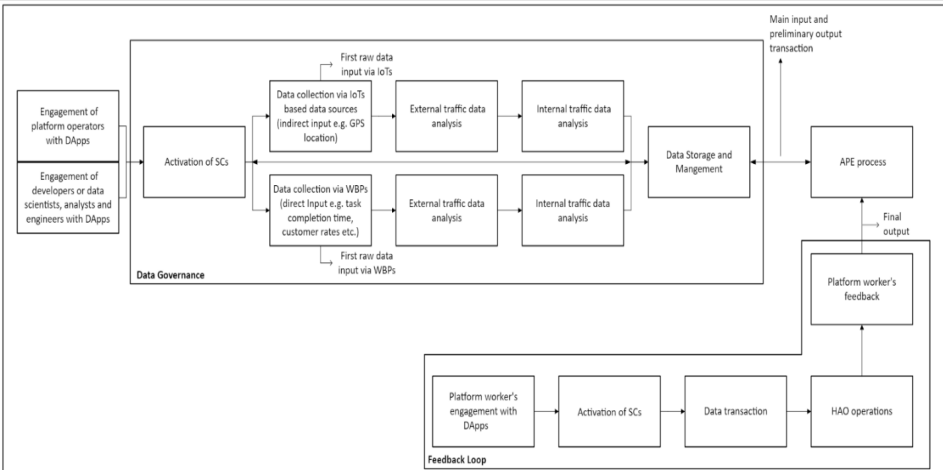 Main input and
preliminary output
transaction
First raw data
input via IoTs
Engagement of
platform operators
with DApps
Engagement of
developers or data
scientists, analysts and
engineers with DApps
Activation of SCs
Data collection via IoTs
based data sources
(indirect input e.g. GPS
location)
External traffic data
analysis
Internal traffic data
analysis
Data collection via WBPs
(direct Input e.g. task
completion time,
customer rates etc.)
External traffic data
analysis
Internal traffic data
analysis
First raw data
input via WBPs
Data Storage and
Mangement
APE process
Data Governance
Final
output
Platform worker's
feedback
Platform worker's
engagement with
DApps
Activation of SCs
Data transaction
HAO operations
Feedback Loop